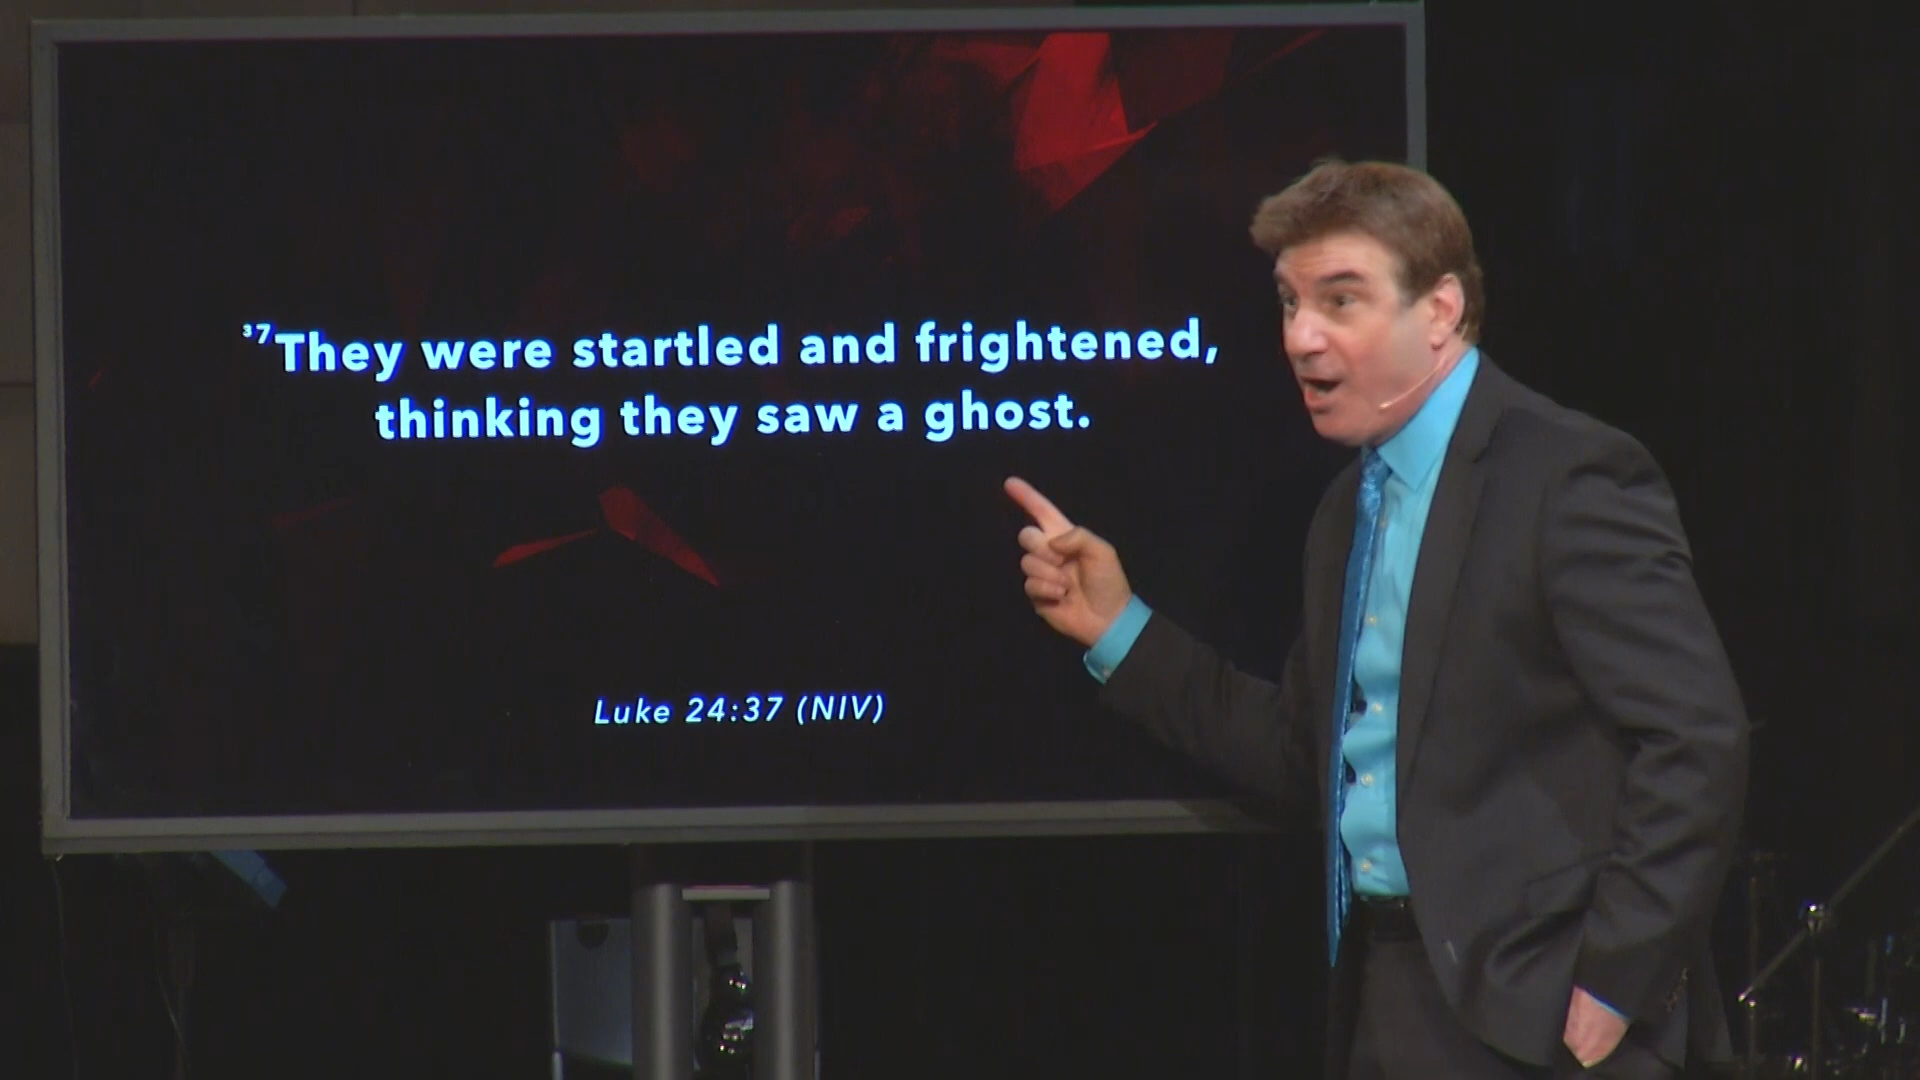 ³⁷They were startled and frightened,
thinking they saw a ghost.
Luke 24:37 (NIV)